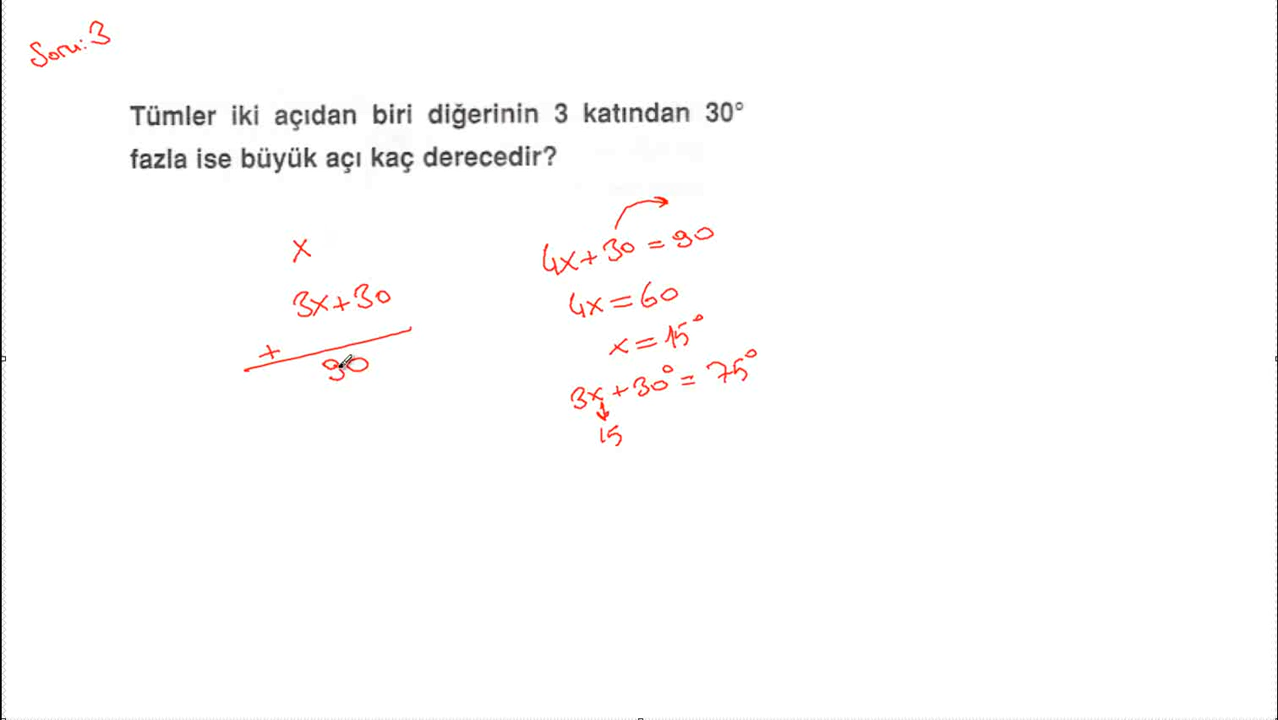 Soru: 3
Tümler iki açıdan biri diğerinin 3 katından 30°
fazla ise büyük açı kaç derecedir?
x
3x+30
+
90
4x+30=90
4x=60
x=15°
3x+30°=75°
15